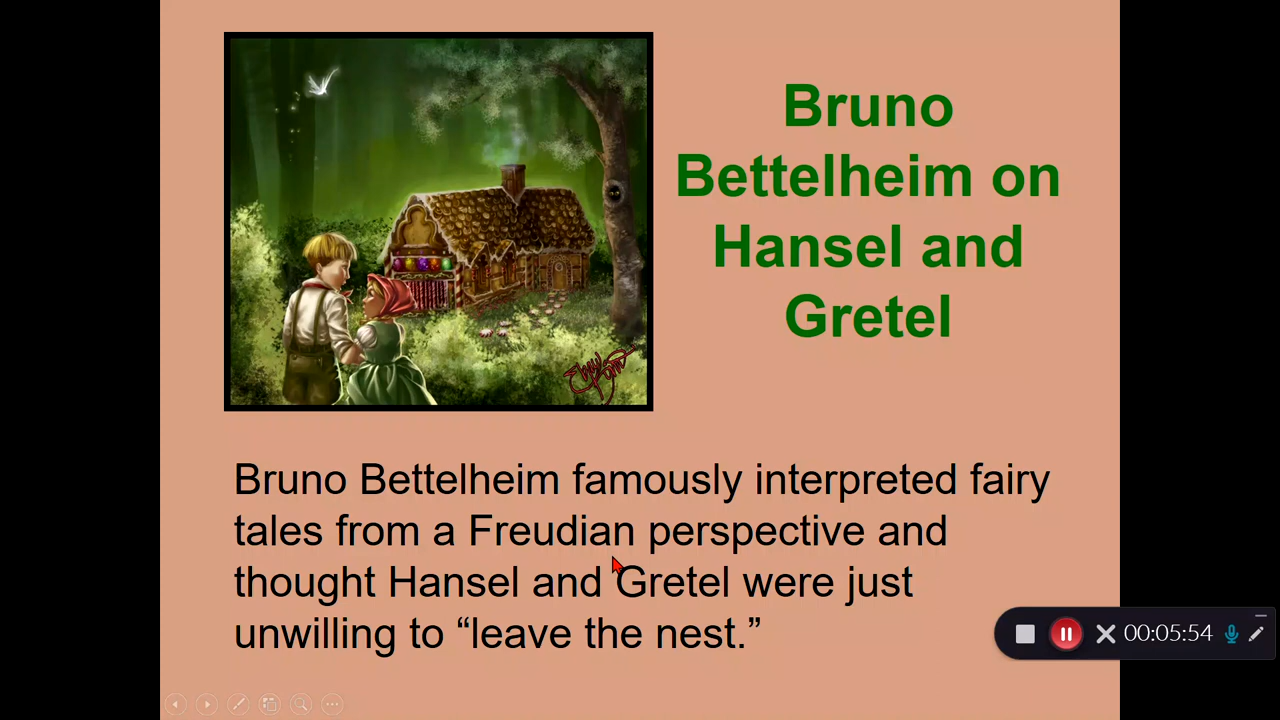 Bruno
Bettelheim on
Hansel and
Gretel
Bruno Bettelheim famously interpreted fairy
tales from a Freudian perspective and
thought Hansel and Gretel were just
unwilling to “leave the nest.”
00:05:54